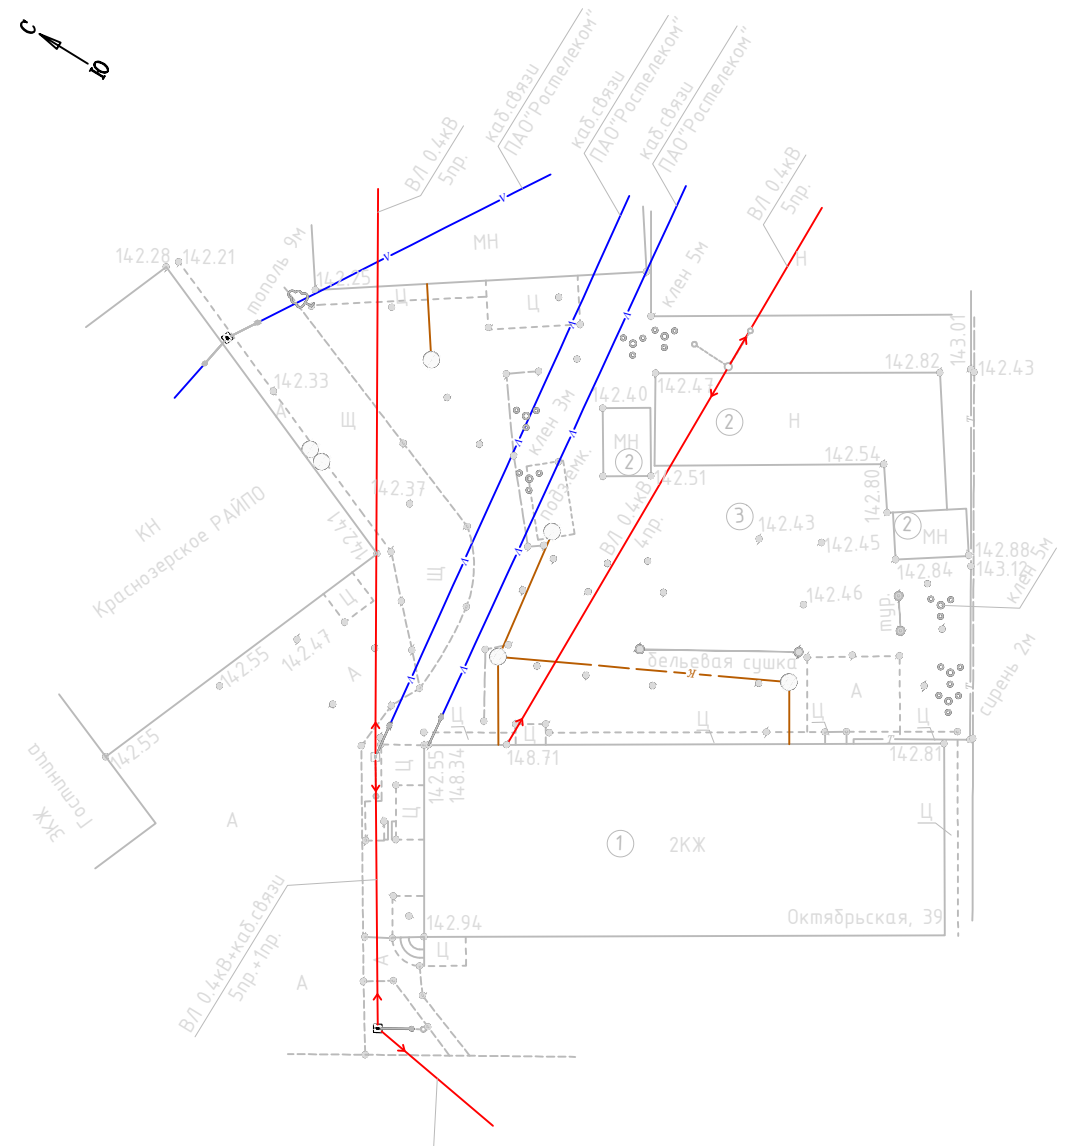 С
Ю
каб.связи
ПАО"Ростелеком"
каб.связи
ПАО"Ростелеком"
каб.связи
ПАО"Ростелеком"
ВЛ 0.4кВ
5пр.
ВЛ 0.4кВ
5пр.
МН
Н
142.28
142.21
тополь 9м
142.25
Ц
Ц
клен 5м
143.01
142.43
142.82
142.47
142.33
А
Щ
142.40
клен 3м
МН
2
2
Н
142.54
142.51
подземк.
142.37
142.80
2
МН
КН
Краснозерское РАЙПО
142.41
ВЛ 0.4кВ
4пр.
3
142.43
142.45
142.88
143.12
142.84
клен 5м
Щ
Ц
142.46
тур.
142.47
142.55
А
бельевая сушка
К
А
сирень 2м
Ц
Ц
Ц
Ц
Ц
142.55
Гостиница
3КЖ
Ц
142.55
148.34
148.71
142.81
Т
А
Ц
1
2КЖ
Ц
ВЛ 0.4кВ+каб.связи
5пр.+1пр.
142.94
Октябрьская, 39
А
Ц
А